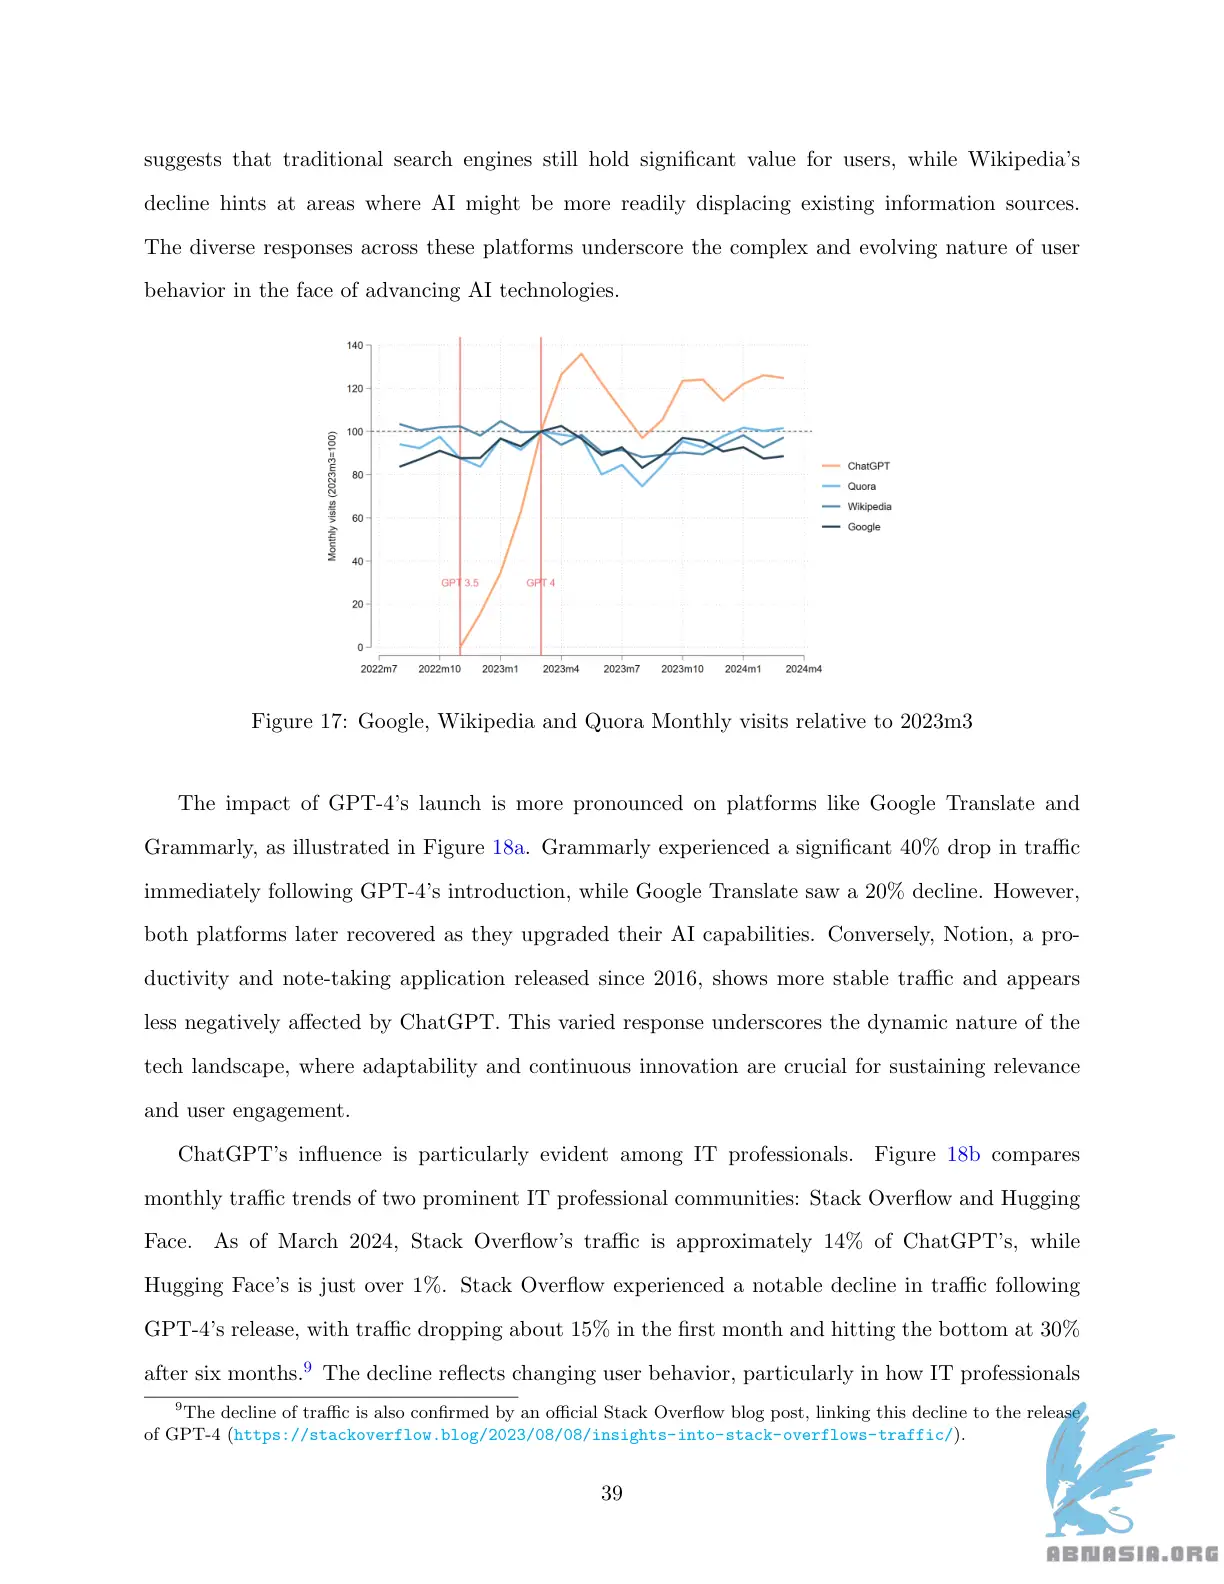 suggests that traditional search engines still hold significant value for users, while Wikipedia's
decline hints at areas where AI might be more readily displacing existing information sources.
The diverse responses across these platforms underscore the complex and evolving nature of user
behavior in the face of advancing AI technologies.
140
120
100
80
60
40
20
0
Monthly visits (2023m3=100)
GPT 3.5
GPT 4
2022m7
2022m10
2023m1
2023m4
2023m7
2023m10
2024m1
2024m4
ChatGPT
Quora
Wikipedia
Google
Figure 17: Google, Wikipedia and Quora Monthly visits relative to 2023m3
The impact of GPT-4's launch is more pronounced on platforms like Google Translate and
Grammarly, as illustrated in Figure 18a. Grammarly experienced a significant 40% drop in traffic
immediately following GPT-4's introduction, while Google Translate saw a 20% decline. However,
both platforms later recovered as they upgraded their AI capabilities. Conversely, Notion, a pro-
ductivity and note-taking application released since 2016, shows more stable traffic and appears
less negatively affected by ChatGPT. This varied response underscores the dynamic nature of the
tech landscape, where adaptability and continuous innovation are crucial for sustaining relevance
and user engagement.
ChatGPT's influence is particularly evident among IT professionals. Figure 18b compares
monthly traffic trends of two prominent IT professional communities: Stack Overflow and Hugging
Face. As of March 2024, Stack Overflow's traffic is approximately 14% of ChatGPT's, while
Hugging Face's is just over 1%. Stack Overflow experienced a notable decline in traffic following
GPT-4's release, with traffic dropping about 15% in the first month and hitting the bottom at 30%
after six months.9 The decline reflects changing user behavior, particularly in how IT professionals
9The decline of traffic is also confirmed by an official Stack Overflow blog post, linking this decline to the release
of GPT-4 (https://stackoverflow.blog/2023/08/08/insights-into-stack-overflows-traffic/).
39
ABNASIA.ORG